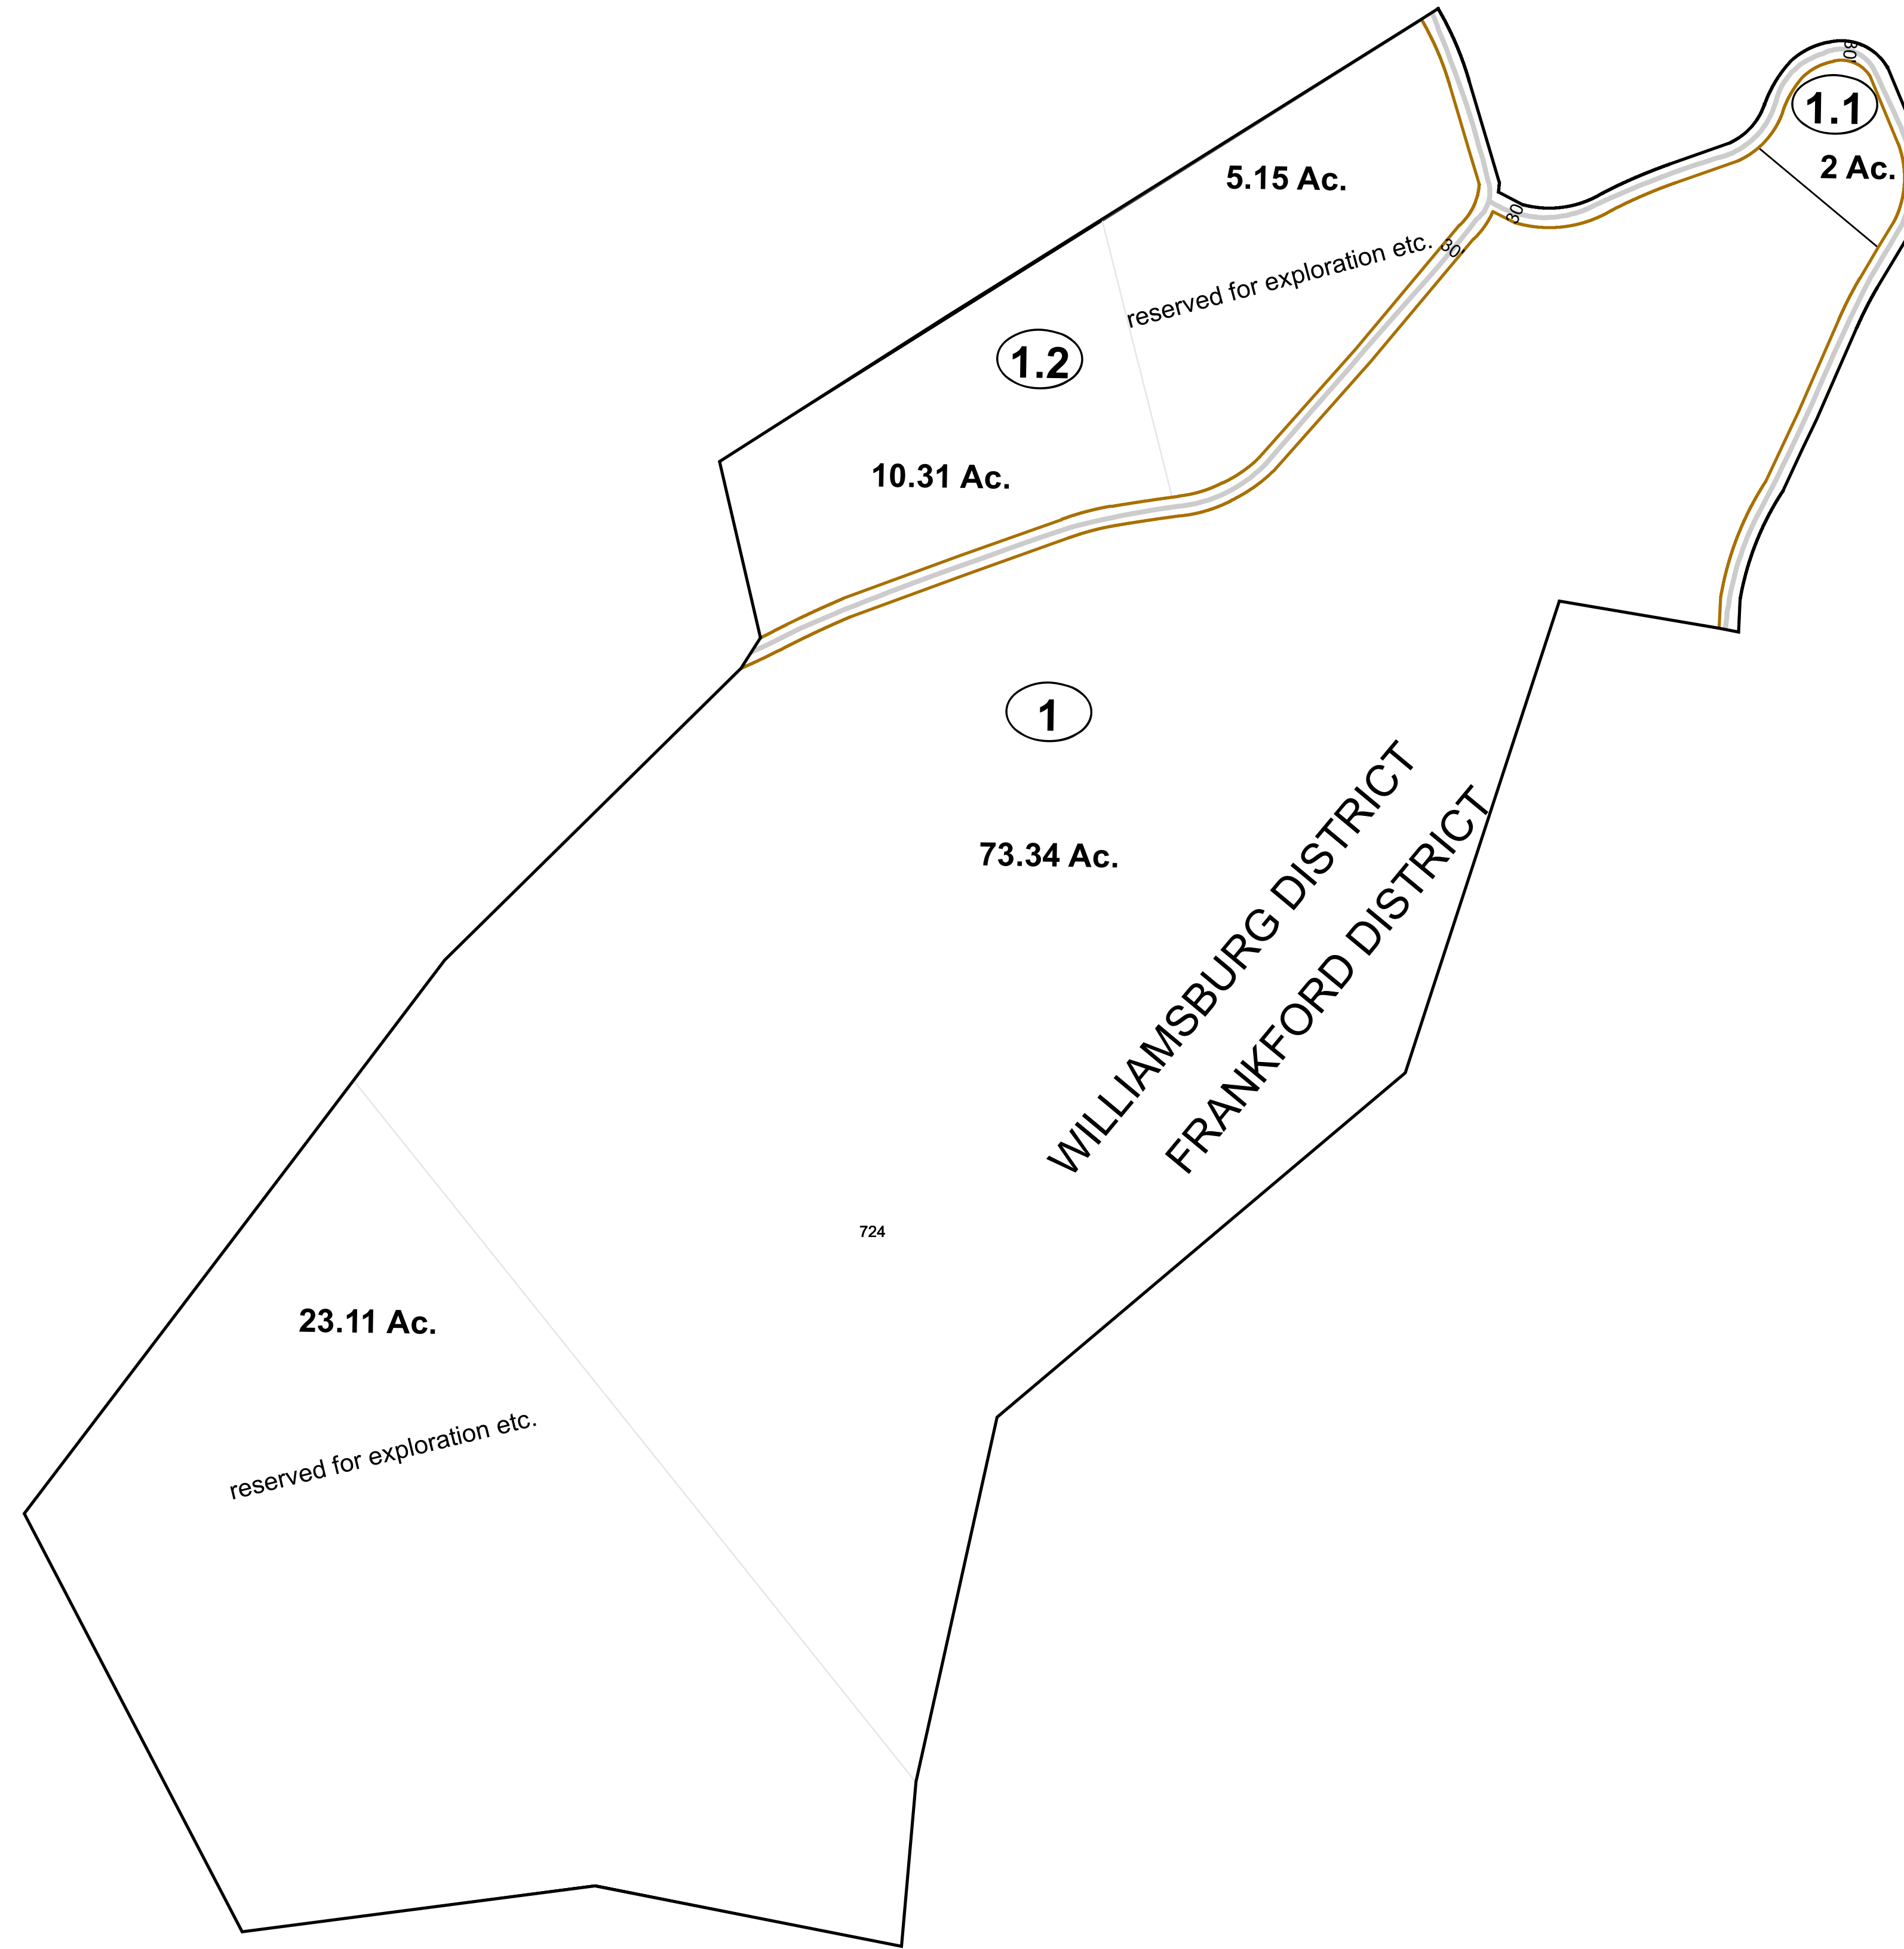 80'
1.1
2 Ac.
5.15 Ac.
30
reserved for exploration etc.
30
1.2
10.31 Ac.
1
73.34 Ac.
WILLIAMSBURG DISTRICT
FRANKFORD DISTRICT
724
23.11 Ac.
reserved for exploration etc.